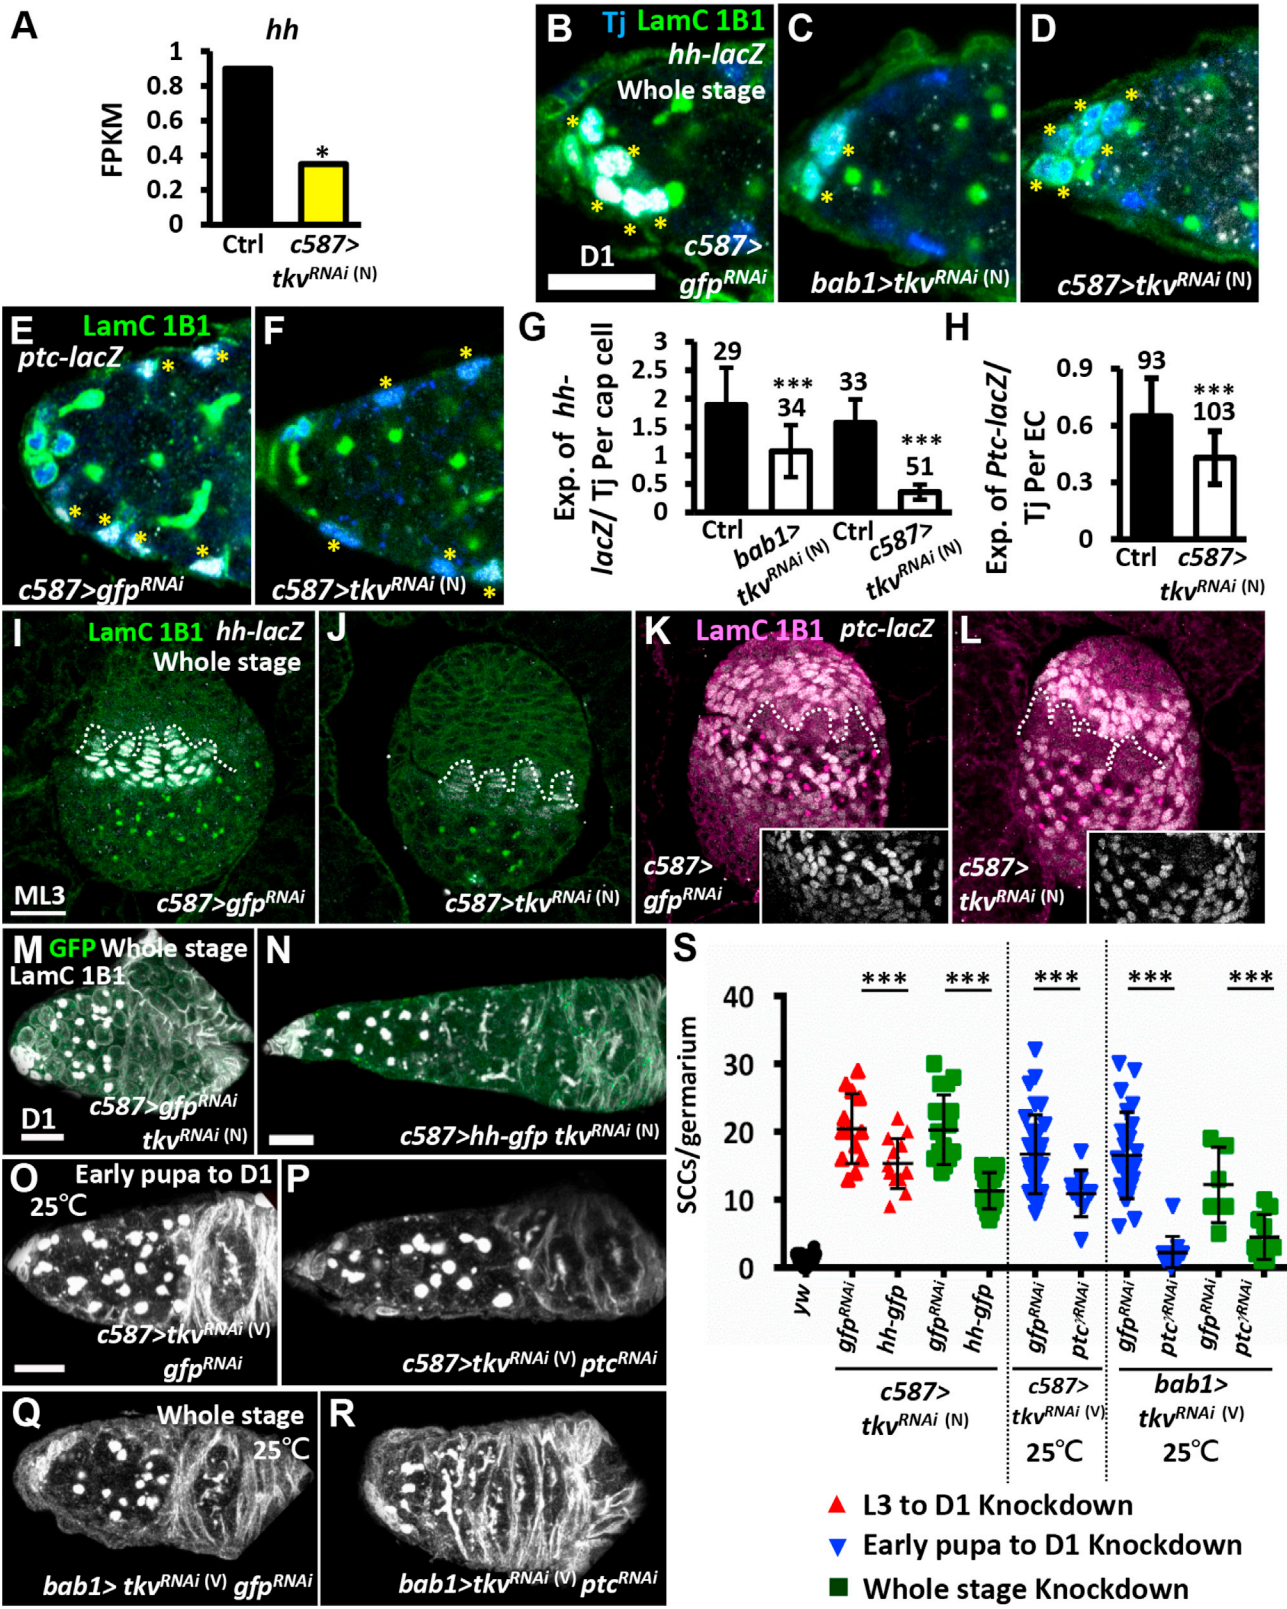 A
hh
FPKM
1
0.8
0.6
0.4
0.2
0
*
Ctrl
c587>
tkvRNAi (N)
B
Tj LamC 1B1
hh-lacZ
Whole stage
D1
c587>
gfpRNAi
C
bab1>tkvRNAi (N)
D
c587>tkvRNAi (N)
E
LamC 1B1
ptc-lacZ
c587>gfpRNAi
F
c587>tkvRNAi (N)
G
Exp. of hh-
lacZ/ Tj Per cap cell
3
2.5
2
1.5
1
0.5
0
29
***
34
33
***
51
Ctrl
bab1>
tkvRNAi (N)
Ctrl
c587>
tkvRNAi (N)
H
Exp. of Ptc-lacZ/
Tj Per EC
0.9
0.6
0.3
0
93
***
103
Ctrl
c587>
tkvRNAi (N)
I
LamC 1B1 hh-lacZ
Whole stage
ML3
c587>gfpRNAi
J
c587>tkvRNAi (N)
K
LamC 1B1 ptc-lacZ
c587>
gfpRNAi
L
c587>
tkvRNAi (N)
M
GFP Whole stage
LamC 1B1
D1
c587>gfpRNAi
tkvRNAi (N)
N
c587>hh-gfp tkvRNAi (N)
O
Early pupa to D1
25℃
c587>tkvRNAi (V)
gfpRNAi
P
c587>tkvRNAi (V) ptcRNAi
Q
Whole stage
25℃
bab1> tkvRNAi (V) gfpRNAi
R
bab1>tkvRNAi (V) ptcRNAi
S
SCCs/germarium
40
30
20
10
0
*** *** *** *** ***
yw
gfpRNAi
hh-gfp
gfpRNAi
hh-gfp
gfpRNAi
ptcRNAi
gfpRNAi
ptcRNAi
gfpRNAi
ptcRNAi
c587>
tkvRNAi (N)
c587>
tkvRNAi (V)
25℃
bab1>
tkvRNAi (V)
25℃
L3 to D1 Knockdown
Early pupa to D1 Knockdown
Whole stage Knockdown